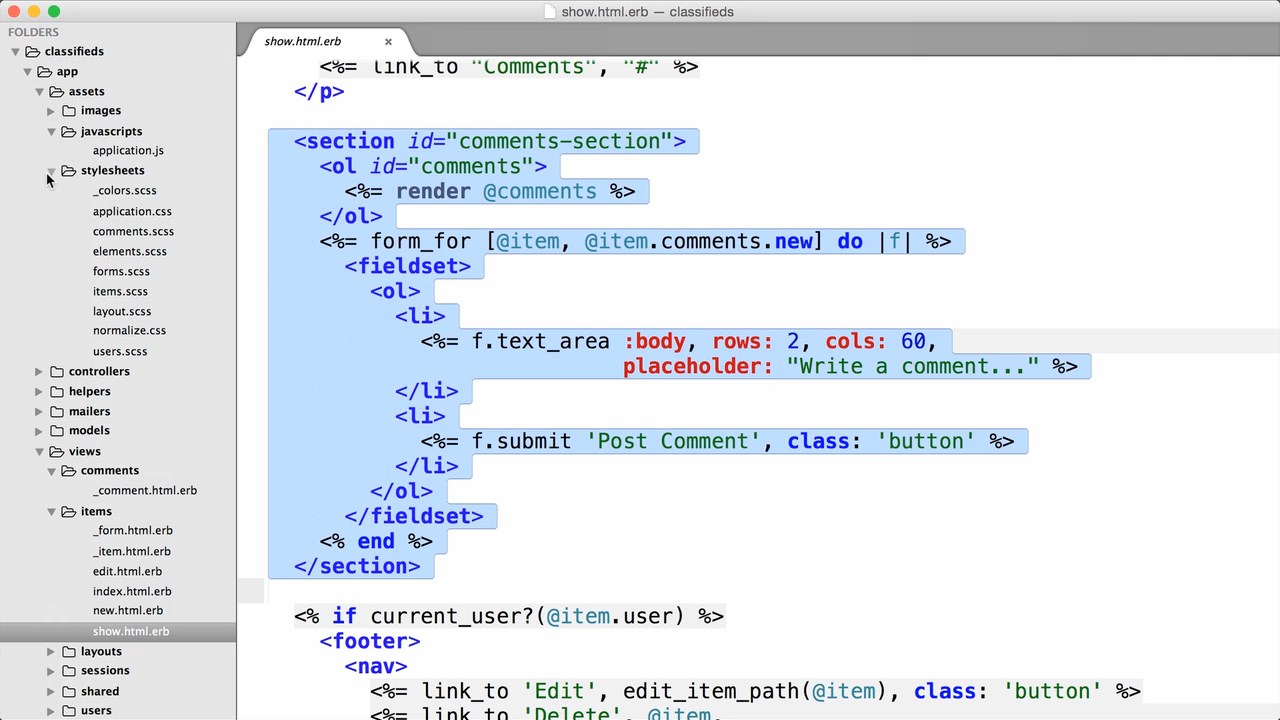 show.html.erb — classifieds
FOLDERS
classifieds
app
assets
images
javascripts
application.js
stylesheets
_colors.scss
application.css
comments.scss
elements.scss
forms.scss
items.scss
layout.scss
normalize.css
users.scss
controllers
helpers
mailers
models
views
comments
_comment.html.erb
items
_form.html.erb
_item.html.erb
edit.html.erb
index.html.erb
new.html.erb
show.html.erb
layouts
sessions
shared
users
show.html.erb ×
<%= link_to "Comments", "#" %>
</p>
<section id="comments-section">
<ol id="comments">
<%= render @comments %>
</ol>
<%= form_for [@item, @item.comments.new] do |f| %>
<fieldset>
<ol>
<li>
<%= f.text_area :body, rows: 2, cols: 60,
placeholder: "Write a comment..." %>
</li>
<li>
<%= f.submit 'Post Comment', class: 'button' %>
</li>
</ol>
</fieldset>
<% end %>
</section>
<% if current_user?(@item.user) %>
<footer>
<nav>
<%= link_to 'Edit', edit_item_path(@item), class: 'button' %>
<%= link_to 'Delete', @item,